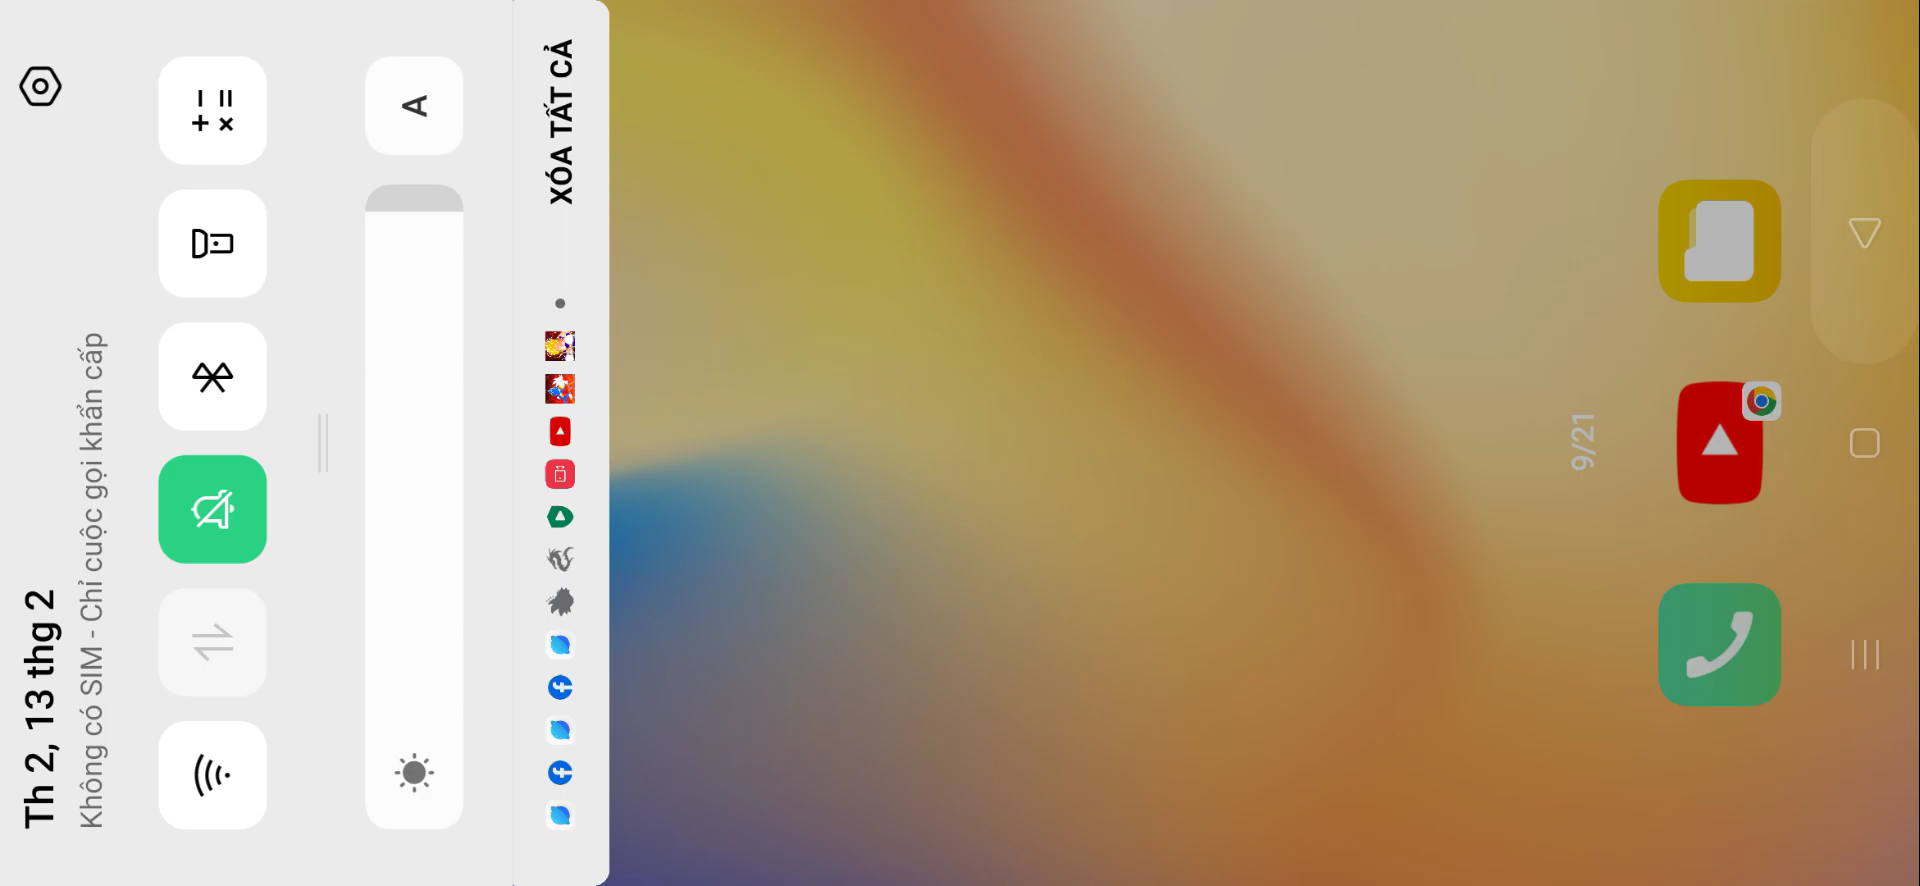 Th 2, 13 thg 2
Không có SIM - Chỉ cuộc gọi khẩn cấp
A
XÓA TẤT CẢ
9/21